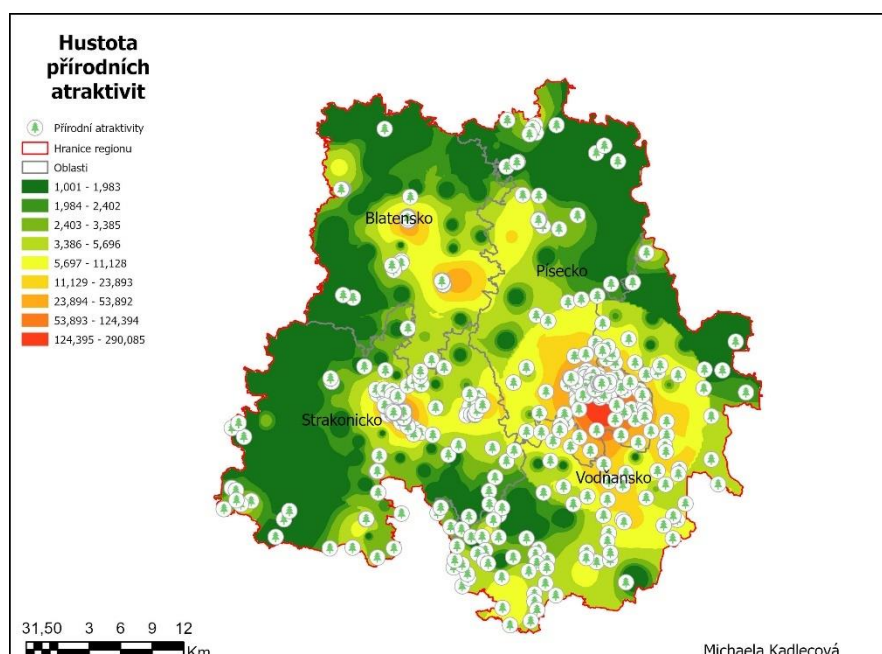 Hustota
přírodních
atraktivit
Přírodní atraktivity
Hranice regionu
Oblasti
1,001 - 1,983
1,984 - 2,402
2,403 - 3,385
3,386 - 5,696
5,697 - 11,128
11,129 - 23,893
23,894 - 53,892
53,893 - 124,394
124,395 - 290,085
Blatensko
Písecko
Strakonicko
Vodňansko
31,50 3 6 9 12
Km
Michaela Kadlecová